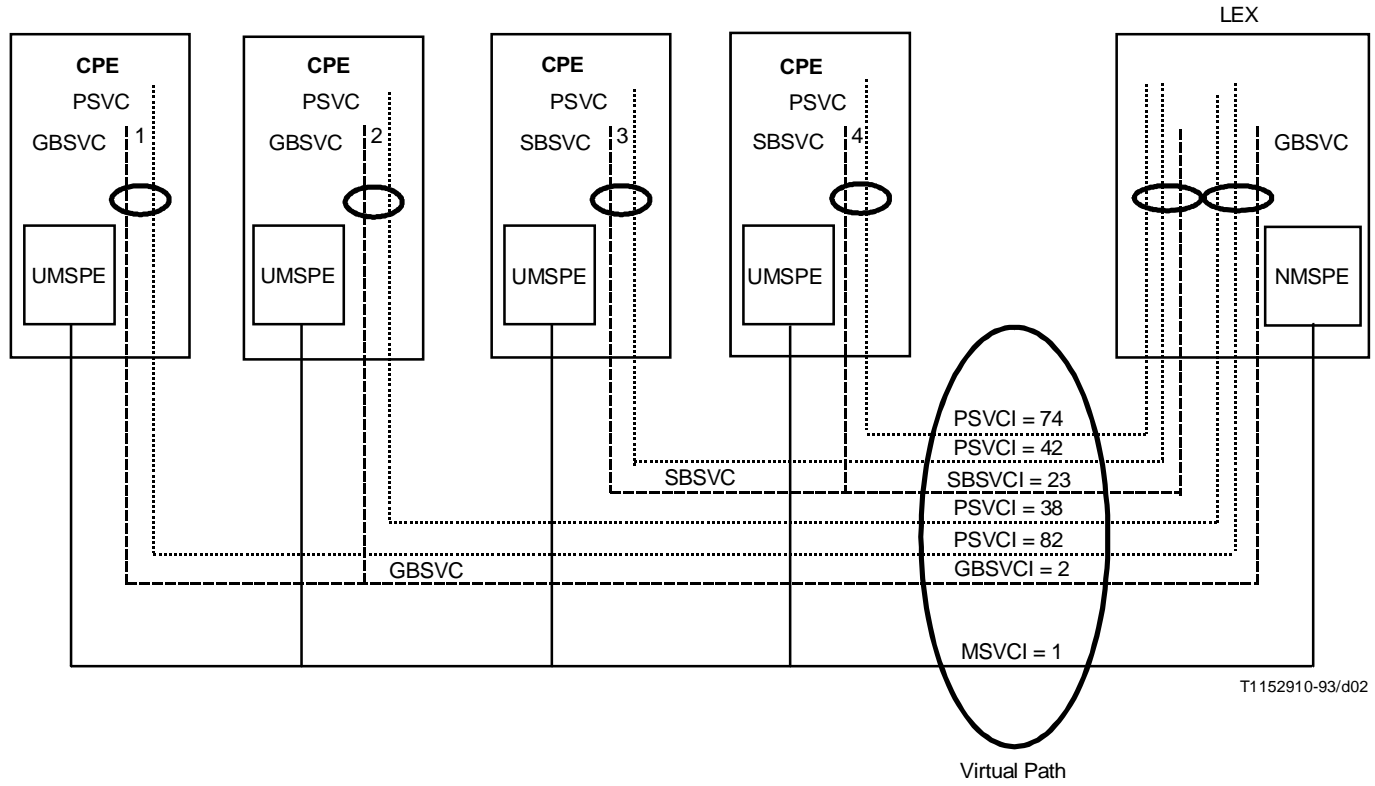 LEX
CPE
CPE
CPE
CPE
PSVC
PSVC
PSVC
PSVC
GBSVC
1
GBSVC
2
SBSVC
3
SBSVC
4
GBSVC
UMSPE
UMSPE
UMSPE
UMSPE
NMSPE
PSVCI = 74
PSVCI = 42
SBSVC
SBSVCI = 23
PSVCI = 38
PSVCI = 82
GBSVC
GBSVCI = 2
MSVCI = 1
T1152910-93/d02
Virtual Path